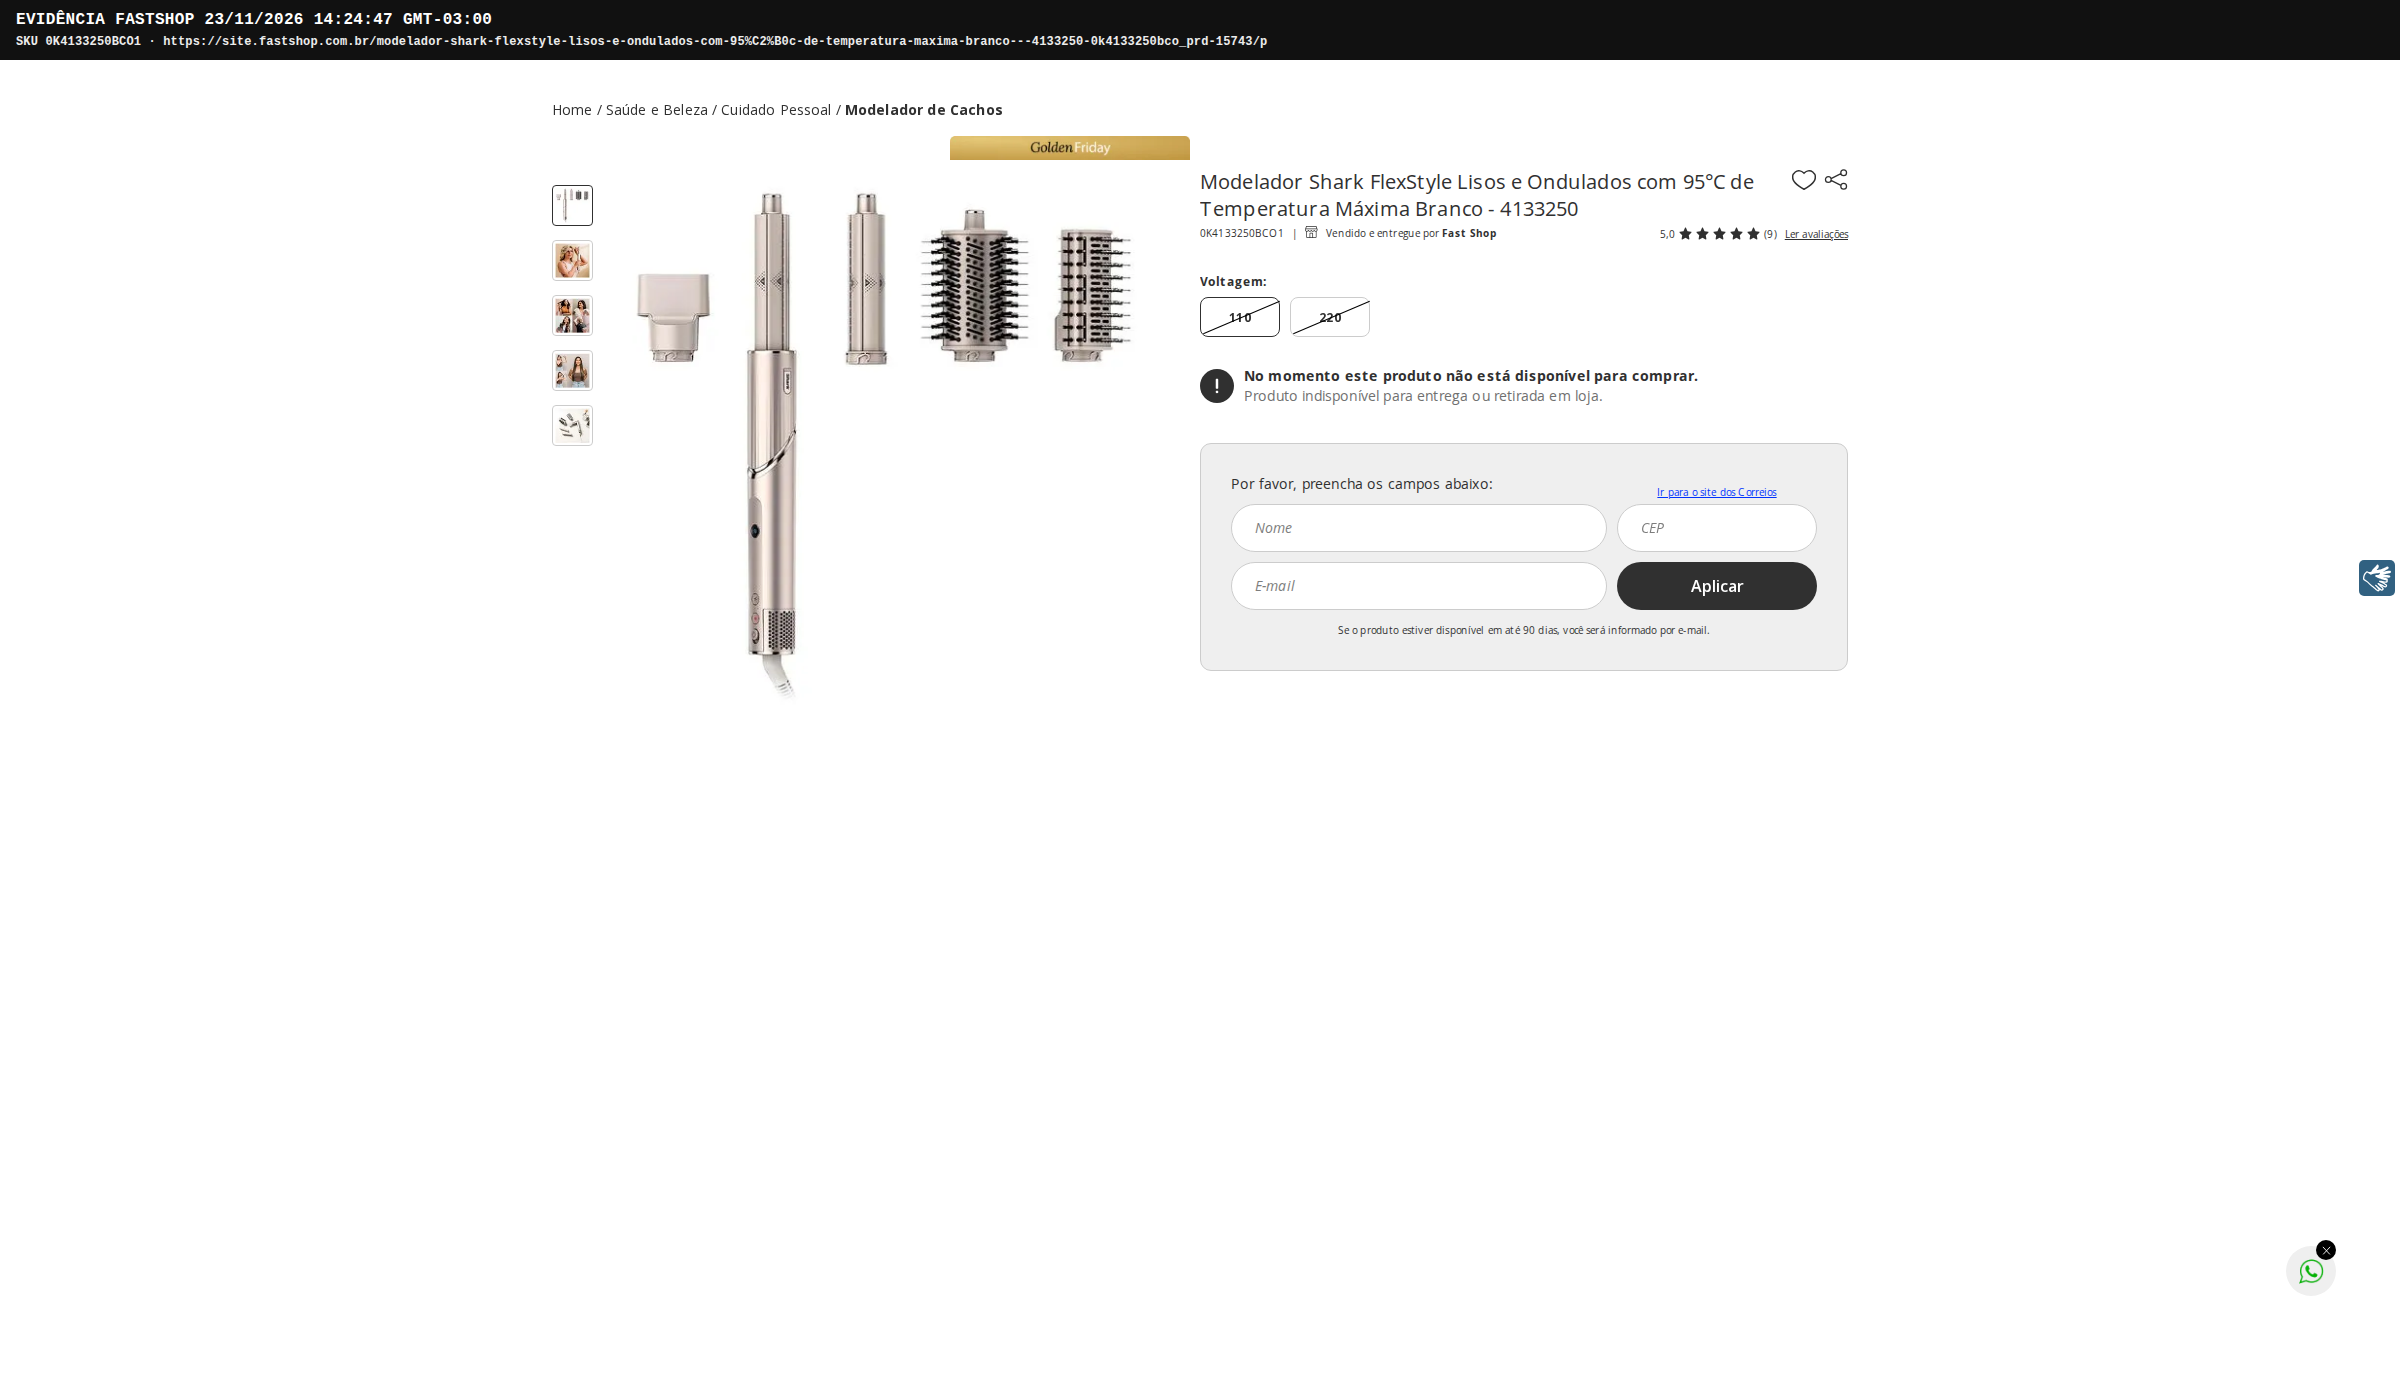 EVIDÊNCIA FASTSHOP 23/11/2026 14:24:47 GMT-03:00
SKU 0K4133250BCO1 · https://site.fastshop.com.br/modelador-shark-flexstyle-lisos-e-ondulados-com-95%C2%B0c-de-temperatura-maxima-branco---4133250-0k4133250bco_prd-15743/p
Home / Saúde e Beleza / Cuidado Pessoal / Modelador de Cachos
Golden Friday
Modelador Shark FlexStyle Lisos e Ondulados com 95°C de
Temperatura Máxima Branco - 4133250
0K4133250BCO1 | Vendido e entregue por Fast Shop
5,0 (9) Ler avaliações
Voltagem:
110 220
No momento este produto não está disponível para comprar.
Produto indisponível para entrega ou retirada em loja.
Por favor, preencha os campos abaixo:
Ir para o site dos Correios
Nome CEP
E-mail Aplicar
Se o produto estiver disponível em até 90 dias, você será informado por e-mail.